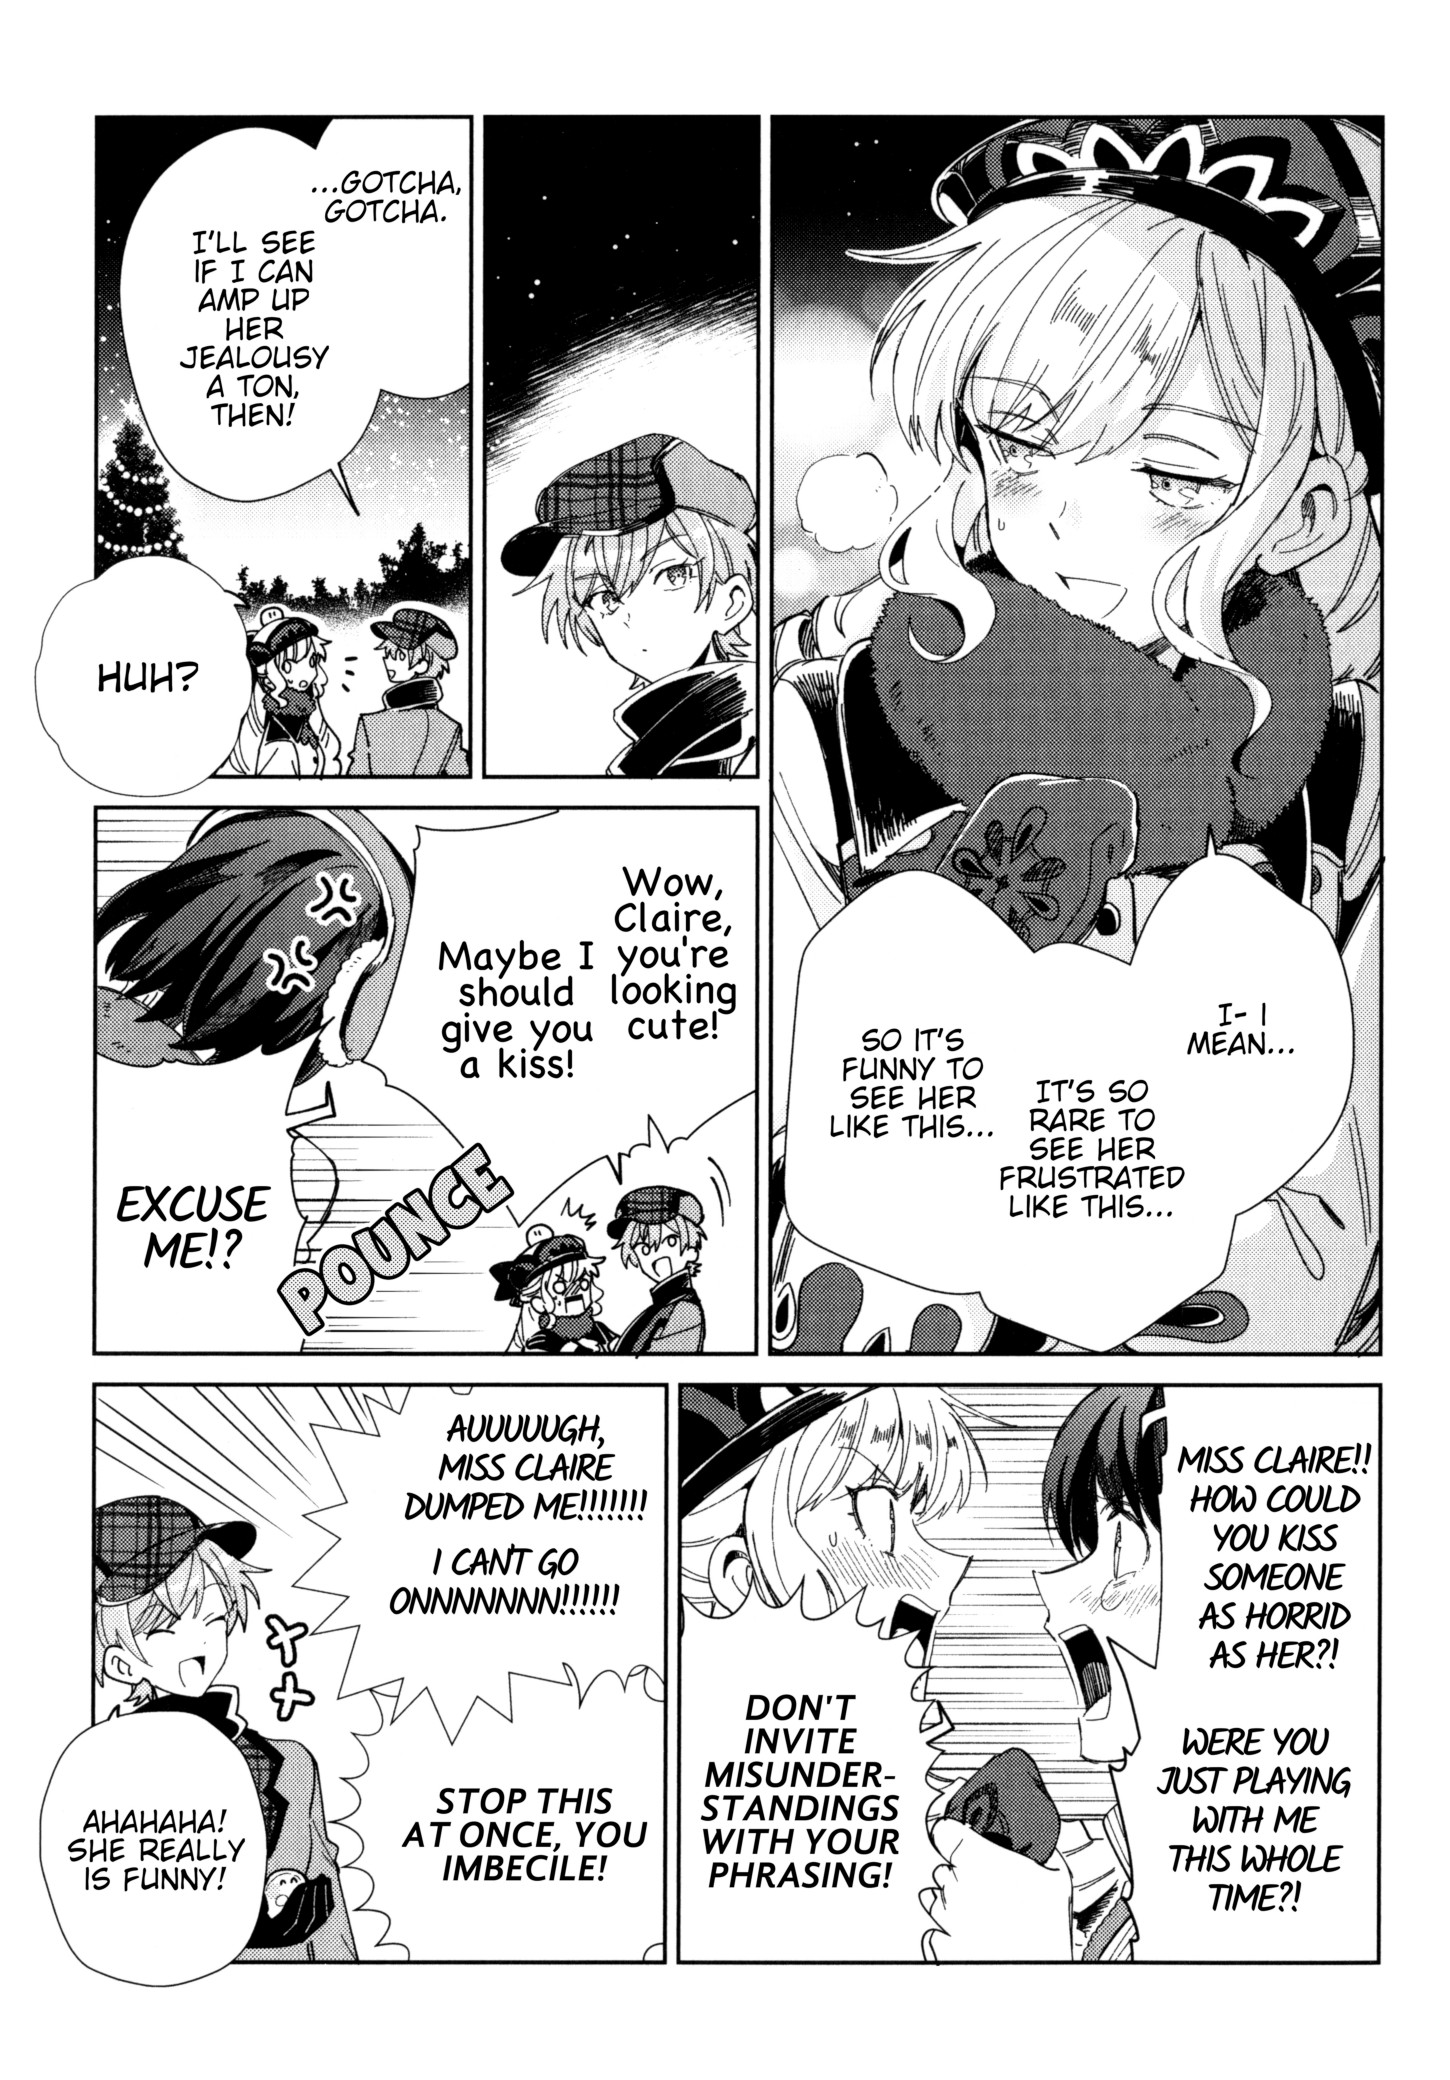 I- I
MEAN...
IT'S SO
RARE TO
SEE HER
FRUSTRATED
LIKE THIS...
SO IT'S
FUNNY TO
SEE HER
LIKE THIS...
...GOTCHA,
GOTCHA.
I'LL SEE
IF I CAN
AMP UP
HER
JEALOUSY
A TON,
THEN!
HUH?
Wow,
Claire,
you're
looking
cute!
Maybe I
should
give you
a kiss!
POUNCE
EXCUSE
ME!?
MISS CLAIRE!!
HOW COULD
YOU KISS
SOMEONE
AS HORRID
AS HER?!
WERE YOU
JUST PLAYING
WITH ME
THIS WHOLE
TIME?!
DON'T
INVITE
MISUNDER-
STANDINGS
WITH YOUR
PHRASING!
AUUUUUGH,
MISS CLAIRE
DUMPED ME!!!!!!!
I CAN'T GO
ONNNNNNN!!!!!!
STOP THIS
AT ONCE, YOU
IMBECILE!
AHAHAHA!
SHE REALLY
IS FUNNY!